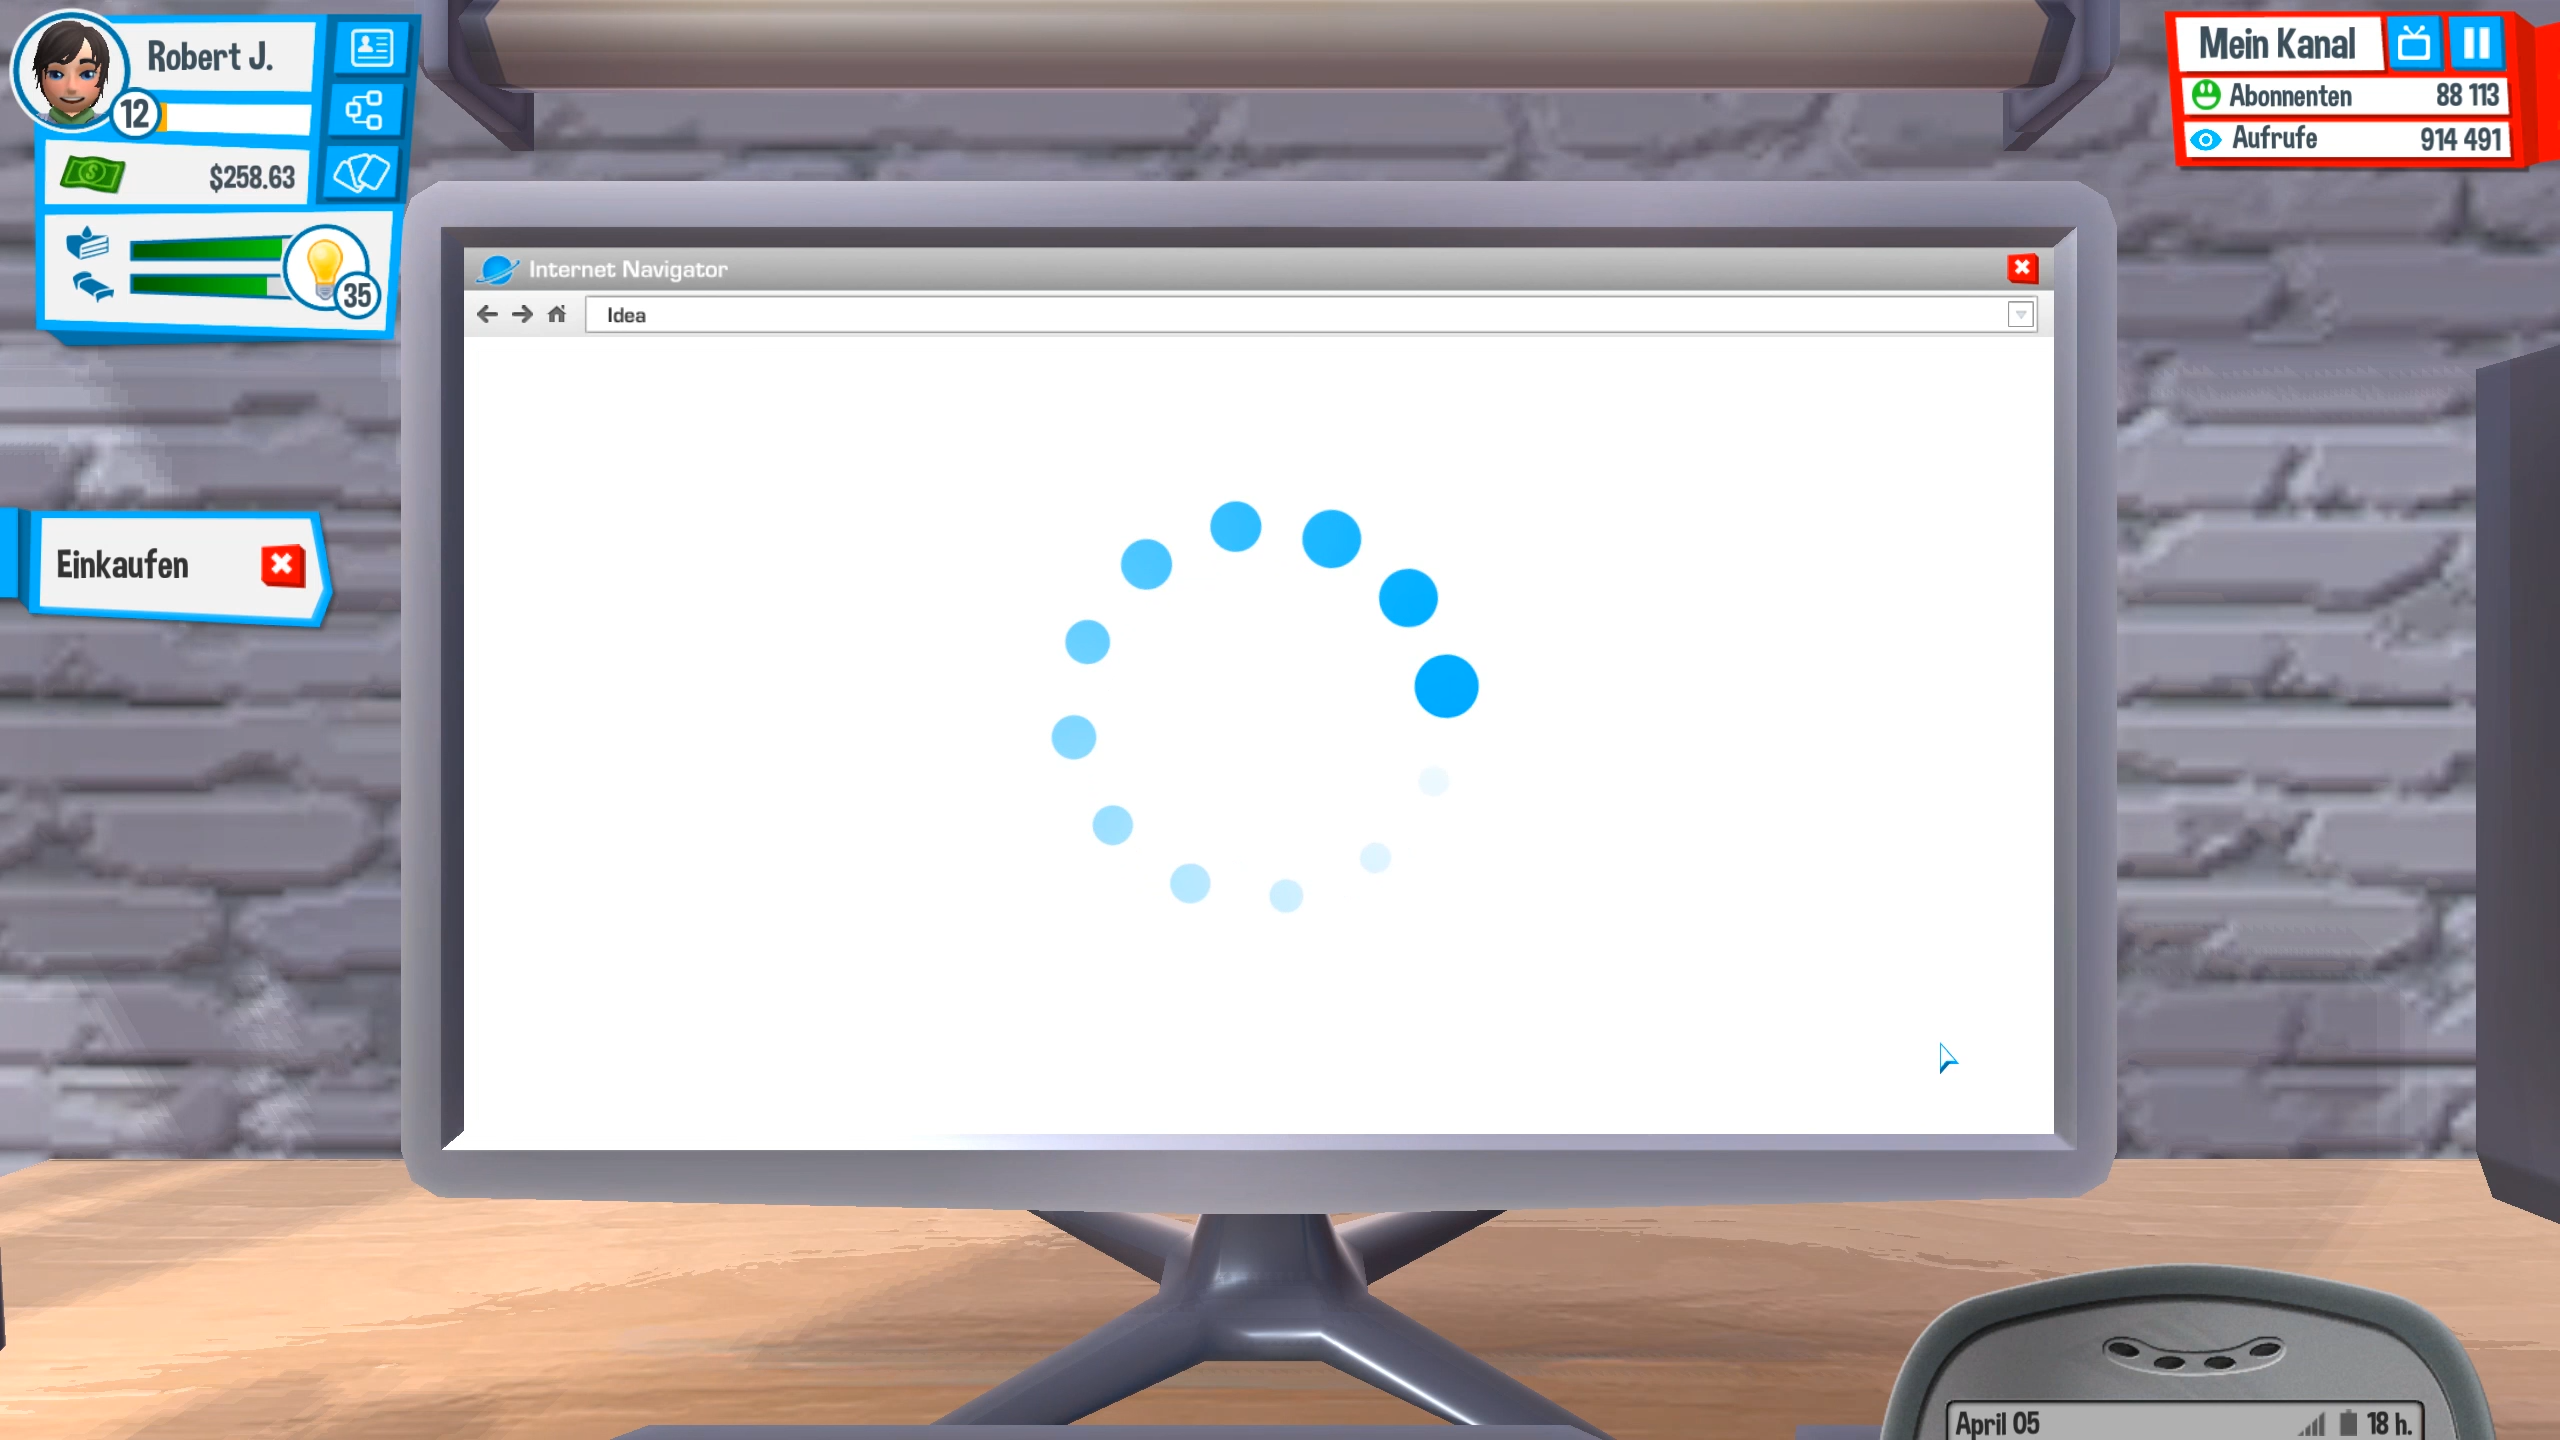 Robert J.
12
$258.63
35
Mein Kanal
Abonnenten 88 113
Aufrufe 914 491
Internet Navigator
Idea
Einkaufen
April 05 18 h.